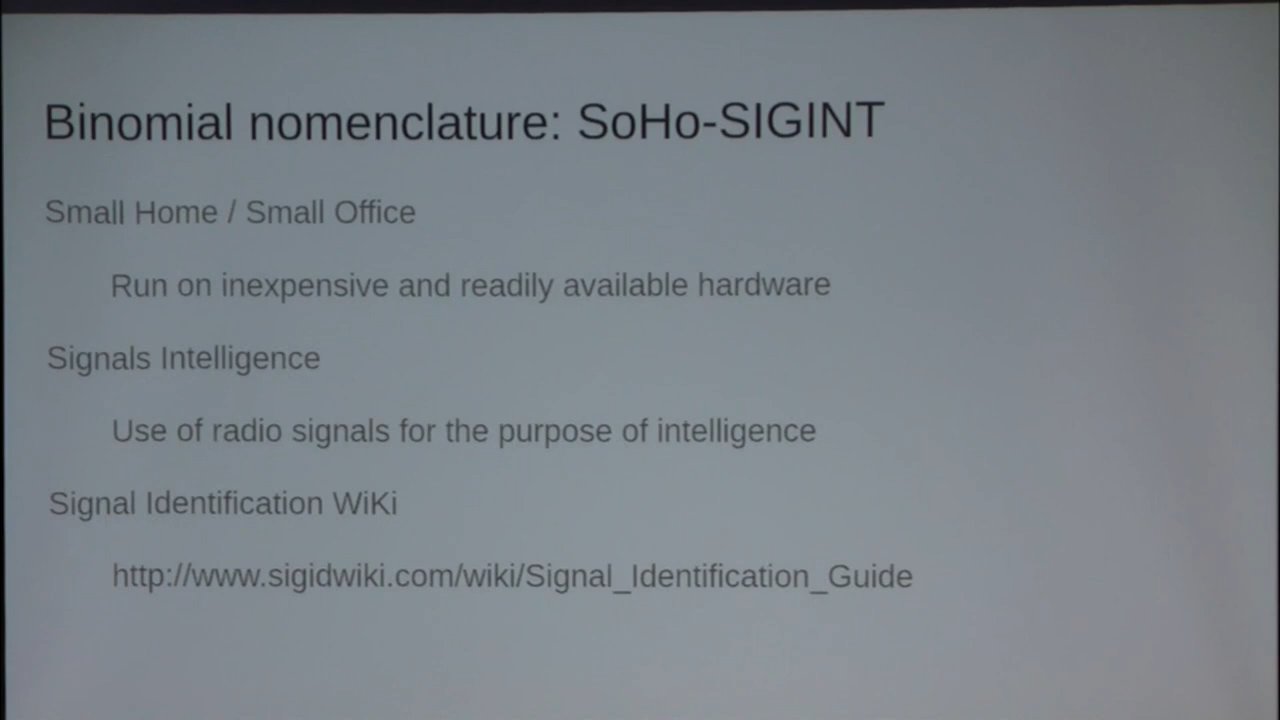 Binomial nomenclature: SoHo-SIGINT
Small Home / Small Office
Run on inexpensive and readily available hardware
Signals Intelligence
Use of radio signals for the purpose of intelligence
Signal Identification WiKi
http://www.sigidwiki.com/wiki/Signal_Identification_Guide